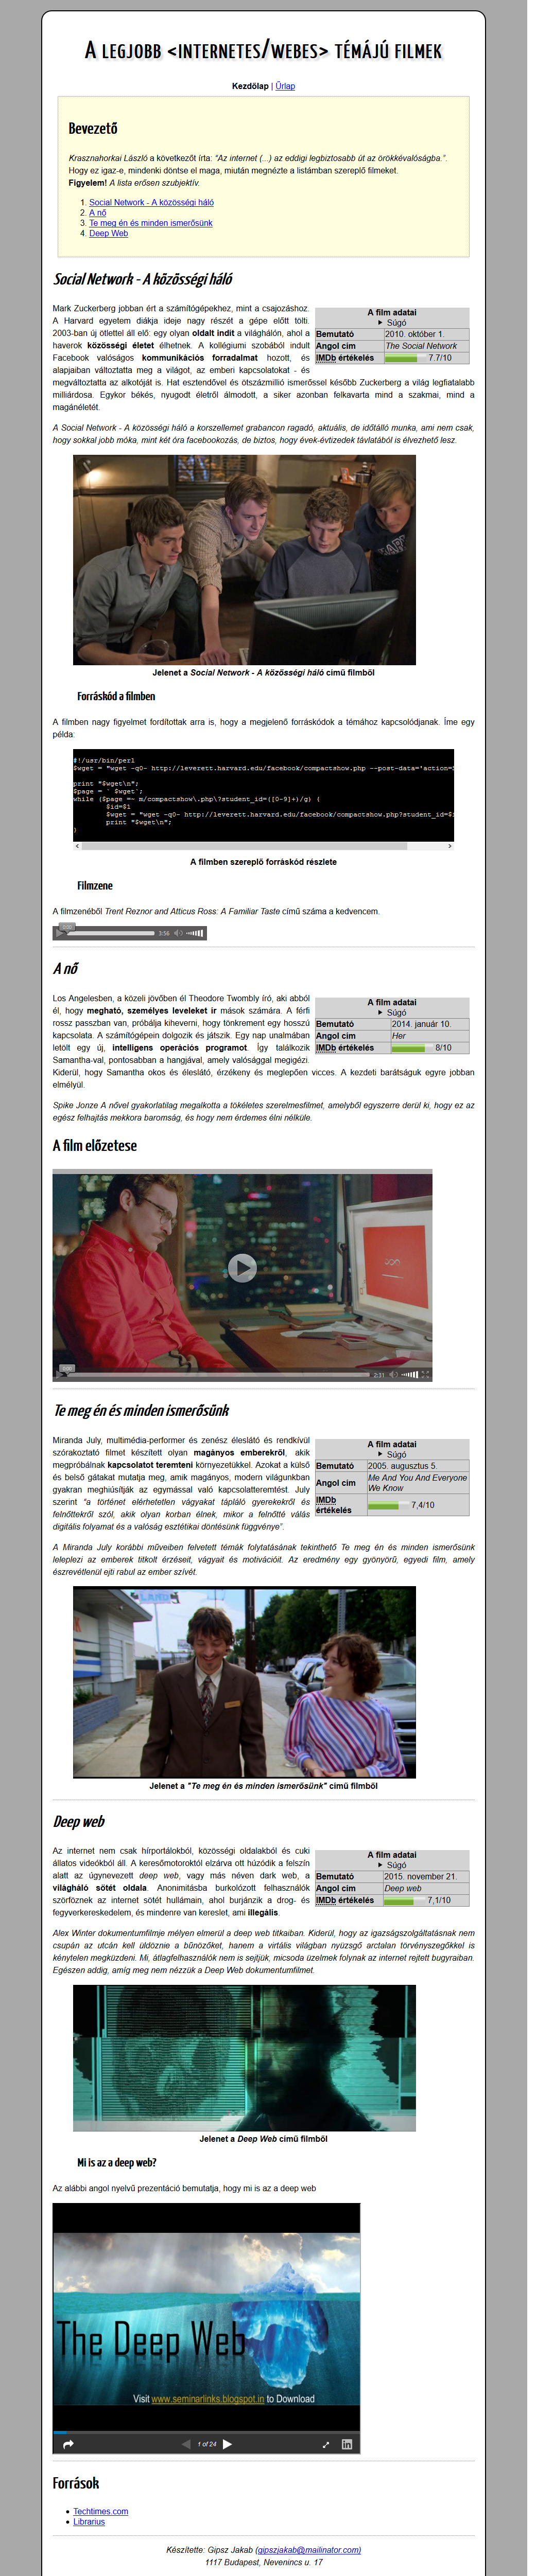 A legjobb <internetes/webes> témájú filmek
Kezdőlap | Űrlap
Bevezető
Krasznahorkai László a következőt írta: "Az internet (...) az eddigi legbiztosabb út az örökkévalóságba.".
Hogy ez igaz-e, mindenki döntse el maga, miután megnézte a listámban szereplő filmeket.
Figyelem! A lista erősen szubjektív.
1. Social Network - A közösségi háló
2. A nő
3. Te meg én és minden ismerősünk
4. Deep Web
Social Network - A közösségi háló
Mark Zuckerberg jobban ért a számítógépekhez, mint a csajozáshoz.
A Harvard egyetem diákja ideje nagy részét a gépe előtt tölti.
2003-ban új ötlettel áll elő: egy olyan oldalt indít a világhálón, ahol a
haverok közösségi életet élhetnek. A kollégiumi szobából indult
Facebook valóságos kommunikációs forradalmat hozott, és
alapjaiban változtatta meg a világot, az emberi kapcsolatokat - és
megváltoztatta az alkotóját is. Hat esztendővel és ötszázmillió ismerőssel később Zuckerberg a világ legfiatalabb
milliárdosa. Egykor békés, nyugodt életről álmodott, a siker azonban felkavarta mind a szakmai, mind a
magánéletét.
A film adatai
▶ Súgó
Bemutató 2010. október 1.
Angol cím The Social Network
IMDb értékelés 7.7/10
A Social Network - A közösségi háló a korszellemet grabancon ragadó, aktuális, de időtálló munka, ami nem csak,
hogy sokkal jobb móka, mint két óra facebookozás, de biztos, hogy évek-évtizedek távlatából is élvezhető lesz.
Jelenet a Social Network - A közösségi háló című filmből
Forráskód a filmben
A filmben nagy figyelmet fordítottak arra is, hogy a megjelenő forráskódok a témához kapcsolódjanak. Íme egy
példa:
#!/usr/bin/perl
$wget = "wget -q0- http://leverett.harvard.edu/facebook/compactshow.php --post-data='action=S
print "$wget\n";
$page = ` $wget`;
while ($page =~ m/compactshow\.php\?student_id=([0-9]+)/g) {
$id=$1
$wget = "wget -q0- http://leverett.harvard.edu/facebook/compactshow.php?student_id=$i
print "$wget\n";
}
A filmben szereplő forráskód részlete
Filmzene
A filmzenéből Trent Reznor and Atticus Ross: A Familiar Taste című száma a kedvencem.
3:56
A nő
Los Angelesben, a közeli jövőben él Theodore Twombly író, aki abból
él, hogy megható, személyes leveleket ír mások számára. A férfi
rossz passzban van, próbálja kiheverni, hogy tönkrement egy hosszú
kapcsolata. A számítógépein dolgozik és játszik. Egy nap unalmában
letölt egy új, intelligens operációs programot. Így találkozik
Samantha-val, pontosabban a hangjával, amely valósággal megigézi.
Kiderül, hogy Samantha okos és éleslátó, érzékeny és meglepően vicces. A kezdeti barátságuk egyre jobban
elmélyül.
A film adatai
▶ Súgó
Bemutató 2014. január 10.
Angol cím Her
IMDb értékelés 8/10
Spike Jonze A nővel gyakorlatilag megalkotta a tökéletes szerelmesfilmet, amelyből egyszerre derül ki, hogy ez az
egész felhajtás mekkora baromság, és hogy nem érdemes élni nélküle.
A film előzetese
2:31
Te meg én és minden ismerősünk
Miranda July, multimédia-performer és zenész éleslátó és rendkívül
szórakoztató filmet készített olyan magányos emberekről, akik
megpróbálnak kapcsolatot teremteni környezetükkel. Azokat a külső
és belső gátakat mutatja meg, amik magányos, modern világunkban
gyakran meghiúsítják az egymással való kapcsolatteremtést. July
szerint "a történet elérhetetlen vágyakat tápláló gyerekekről és
felnőttekről szól, akik olyan korban élnek, mikor a felnőtté válás
digitális folyamat és a valóság esztétikai döntésünk függvénye".
A film adatai
▶ Súgó
Bemutató 2005. augusztus 5.
Angol cím Me And You And Everyone
We Know
IMDb
értékelés 7,4/10
A Miranda July korábbi műveiben felvetett témák folytatásának tekinthető Te meg én és minden ismerősünk
leleplezi az emberek titkolt érzéseit, vágyait és motivációit. Az eredmény egy gyönyörű, egyedi film, amely
észrevétlenül ejti rabul az ember szívét.
Jelenet a "Te meg én és minden ismerősünk" című filmből
Deep web
Az internet nem csak hírportálokból, közösségi oldalakból és cuki
állatos videókból áll. A keresőmotoroktól elzárva ott húzódik a felszín
alatt az úgynevezett deep web, vagy más néven dark web, a
világháló sötét oldala. Anonimitásba burkolózott felhasználók
szörföznek az internet sötét hullámain, ahol burjánzik a drog- és
fegyverkereskedelem, és mindenre van kereslet, ami illegális.
A film adatai
▶ Súgó
Bemutató 2015. november 21.
Angol cím Deep web
IMDb értékelés 7,1/10
Alex Winter dokumentumfilmje mélyen elmerül a deep web titkaiban. Kiderül, hogy az igazságszolgáltatásnak nem
csupán az utcán kell üldöznie a bűnözőket, hanem a virtális világban nyüzsgő arctalan törvényszegőkkel is
kénytelen megküzdeni. Mi, átlagfelhasználók nem is sejtjük, micsoda üzelmek folynak az internet rejtett bugyraiban.
Egészen addig, amíg meg nem nézzük a Deep Web dokumentumfilmet.
Jelenet a Deep Web című filmből
Mi is az a deep web?
Az alábbi angol nyelvű prezentáció bemutatja, hogy mi is az a deep web
The Deep Web
Visit www.seminarlinks.blogspot.in to Download
1 of 24
Források
• Techtimes.com
• Librarius
Készítette: Gipsz Jakab (gipszjakab@mailinator.com)
1117 Budapest, Nevenincs u. 17